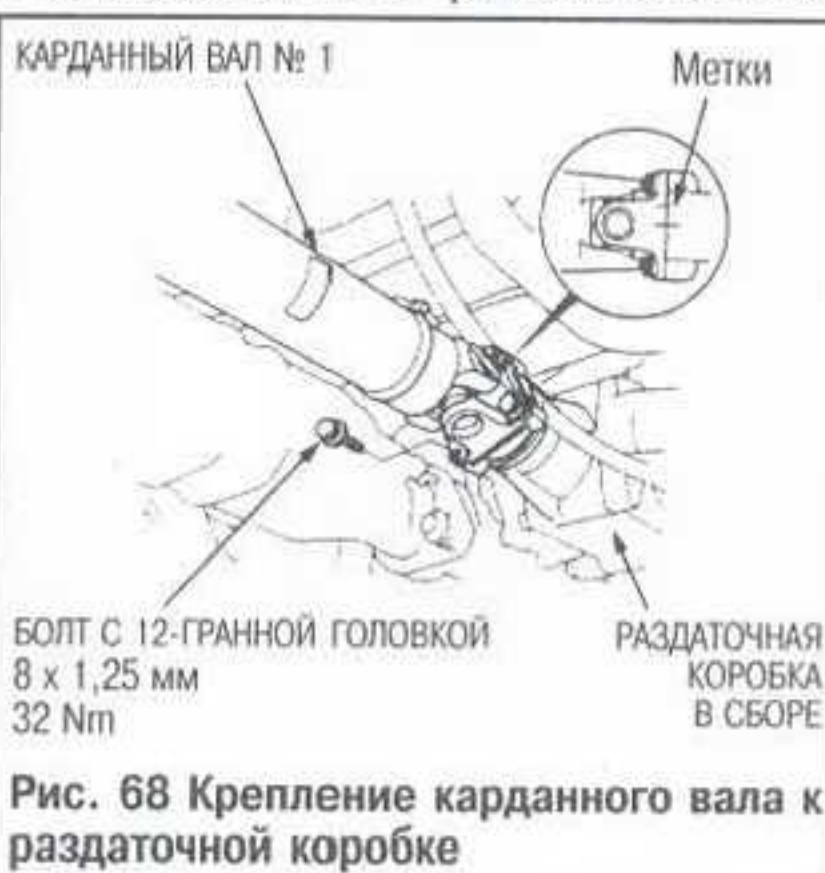 КАРДАННЫЙ ВАЛ № 1
Метки
БОЛТ С 12-ГРАННОЙ ГОЛОВКОЙ
8 x 1,25 мм
32 Nm
РАЗДАТОЧНАЯ
КОРОБКА
В СБОРЕ
Рис. 68 Крепление карданного вала к
раздаточной коробке